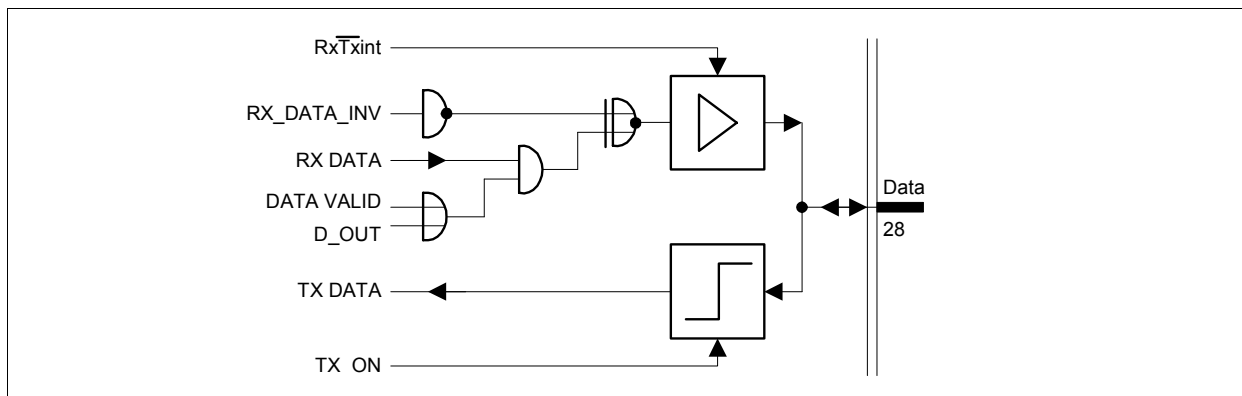 RxTxint
RX_DATA_INV
RX DATA
DATA VALID
D_OUT
TX DATA
TX ON
Data
28